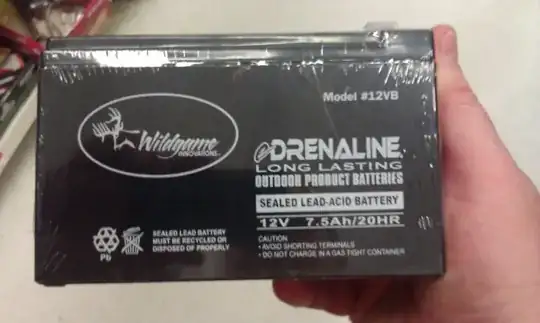 Model #12VB
Wildgame
INNOVATIONS
eDRENALINE
LONG LASTING
OUTDOOR PRODUCT BATTERIES
SEALED LEAD-ACID BATTERY
12V 7.5Ah/20HR
SEALED LEAD BATTERY
MUST BE RECYCLED OR
DISPOSED OF PROPERLY
Pb
CAUTION
• AVOID SHORTING TERMINALS
• DO NOT CHARGE IN A GAS TIGHT CONTAINER